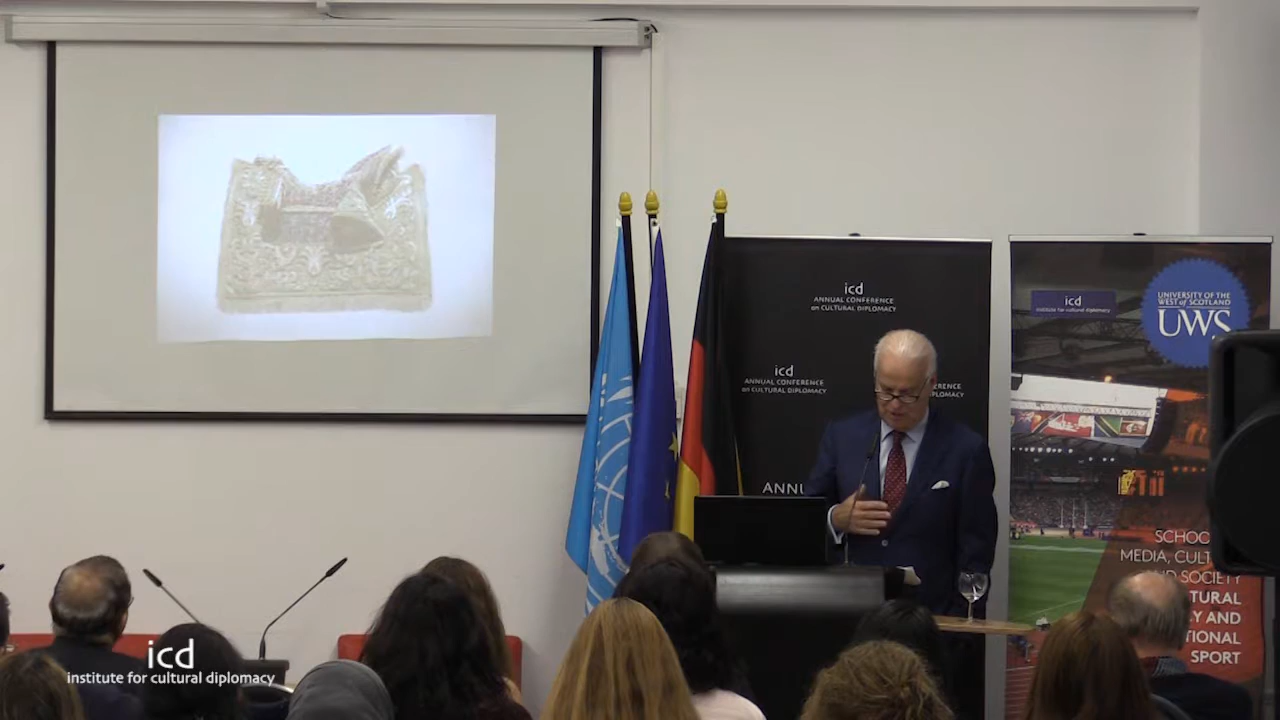 icd
ANNUAL CONFERENCE
on CULTURAL DIPLOMACY
icd
ANNUAL CONFERENCE
on CULTURAL DIPLOMACY
ANNU
icd
institute for cultural diplomacy
UNIVERSITY OF THE
WEST of SCOTLAND
UWS
SCHOO
MEDIA, CULT
ND SOCIETY
TURAL
Y AND
TIONAL
SPORT
icd
institute for cultural diplomacy